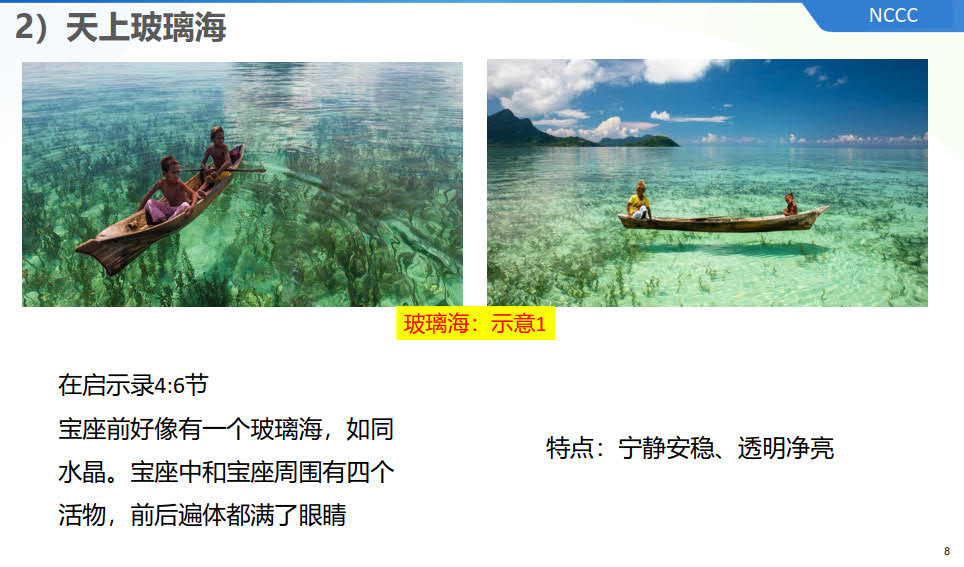 2）天上玻璃海
NCCC
玻璃海：示意1
在启示录4:6节
宝座前好像有一个玻璃海，如同
水晶。宝座中和宝座周围有四个
活物，前后遍体都满了眼睛
特点：宁静安稳、透明净亮
8